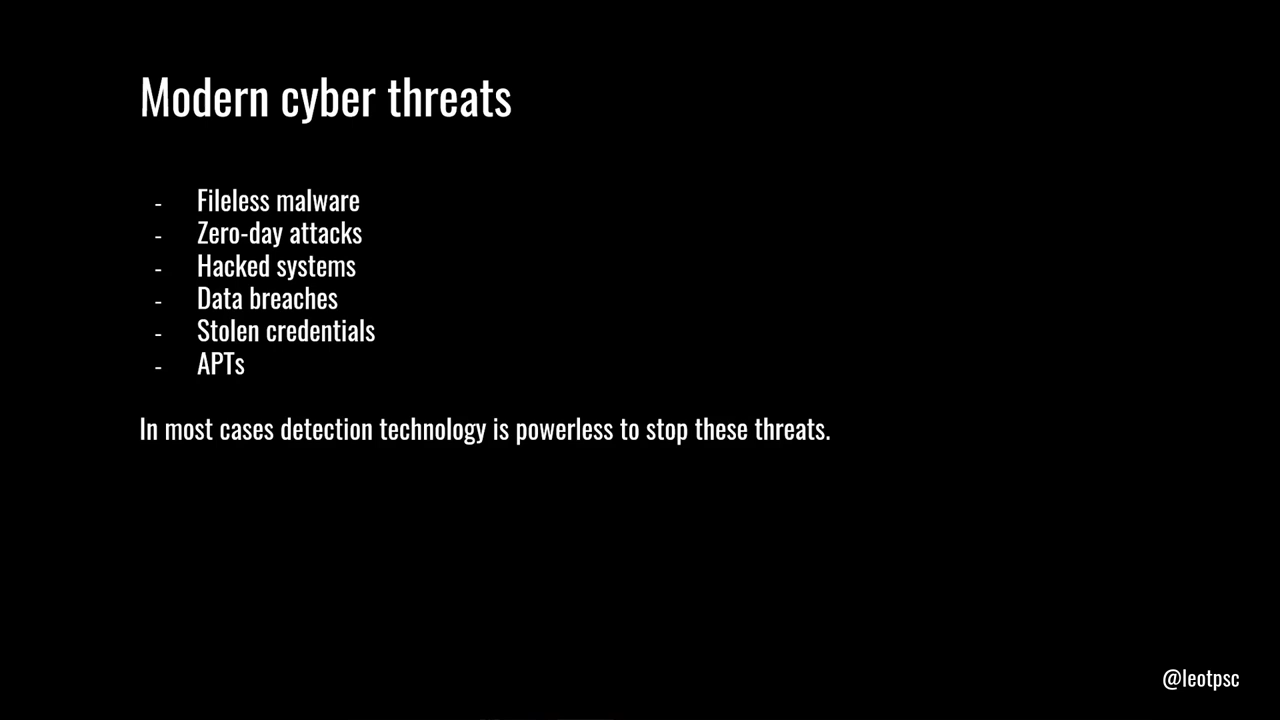 Modern cyber threats
- Fileless malware
- Zero-day attacks
- Hacked systems
- Data breaches
- Stolen credentials
- APTs
In most cases detection technology is powerless to stop these threats.
@leotpsc